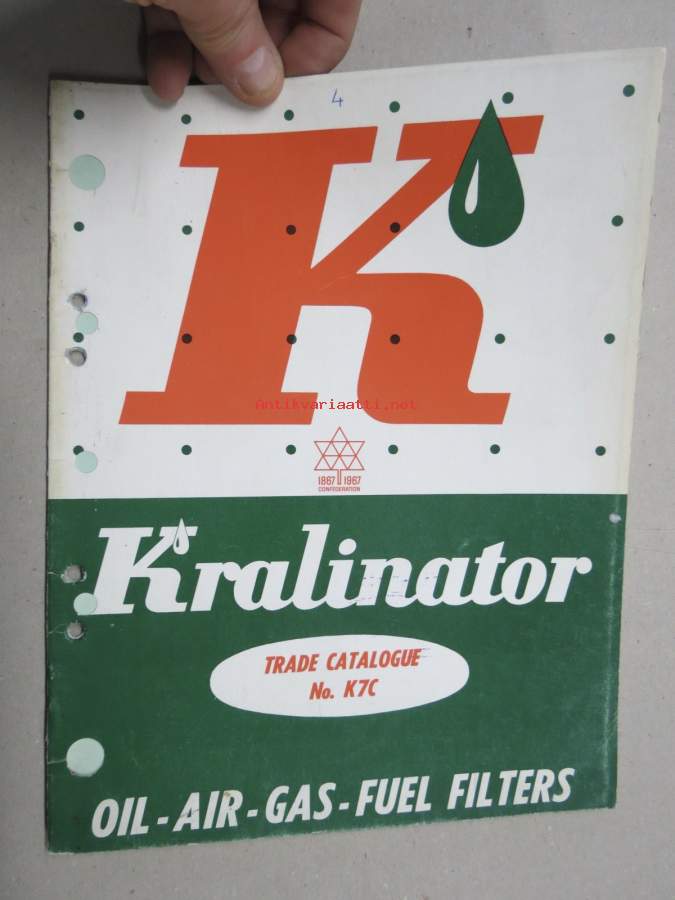 4
K
Antikvariaatti.net
1867 1967
CONFEDERATION
Kralinator
TRADE CATALOGUE
No. K7C
OIL-AIR-GAS-FUEL FILTERS